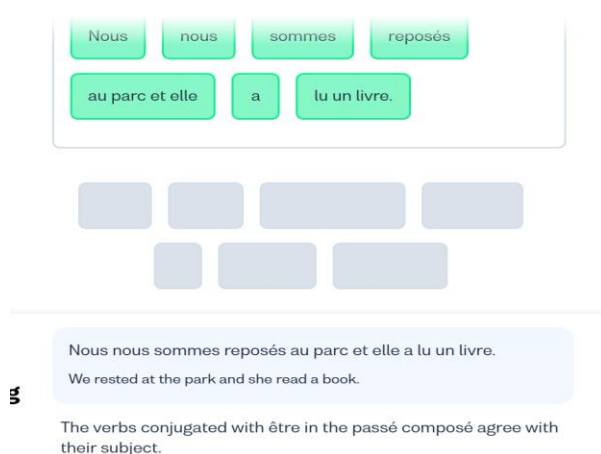 Nous nous sommes reposés
au parc et elle a lu un livre.
Nous nous sommes reposés au parc et elle a lu un livre.
We rested at the park and she read a book.
g
The verbs conjugated with être in the passé composé agree with
their subject.